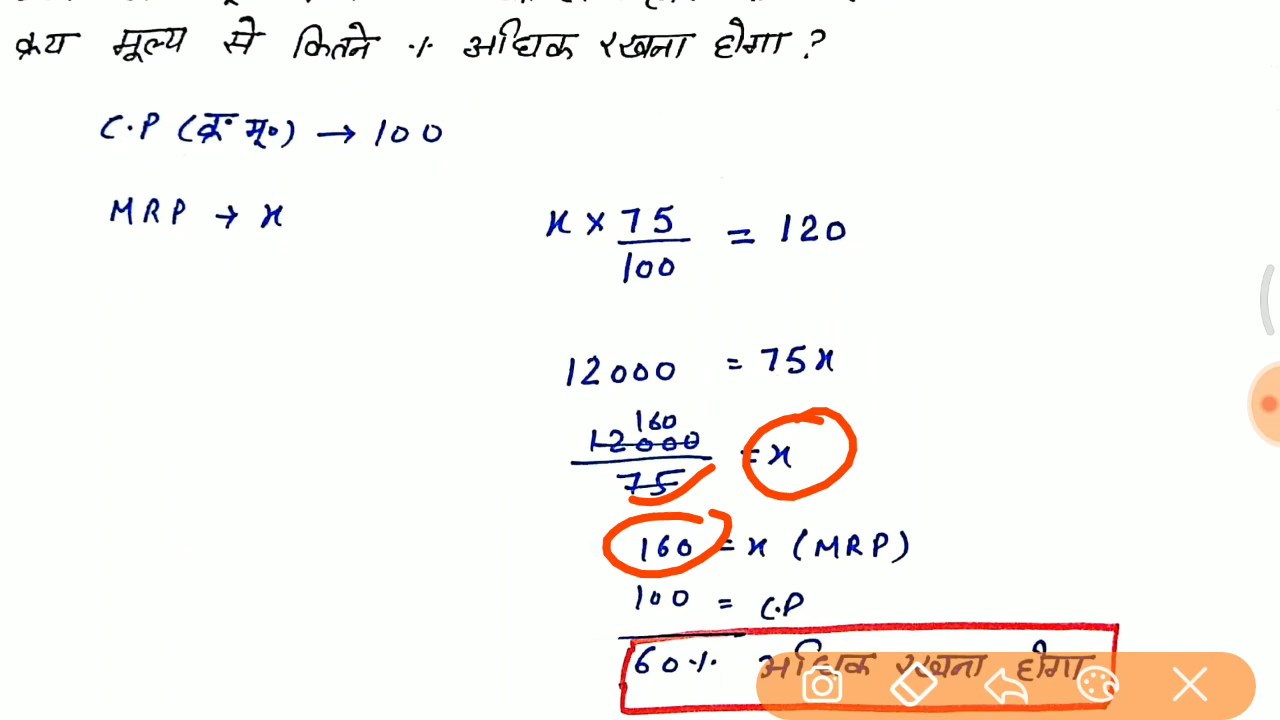 क्रय मूल्य से कितने % अधिक रखना होगा ?
C.P (क्र॰ मू॰) → 100
MRP → x
x × 75/100 = 120
12000 = 75x
160
12000/75 = x
160 = x (MRP)
100 = C.P
60% अधिक रखना होगा